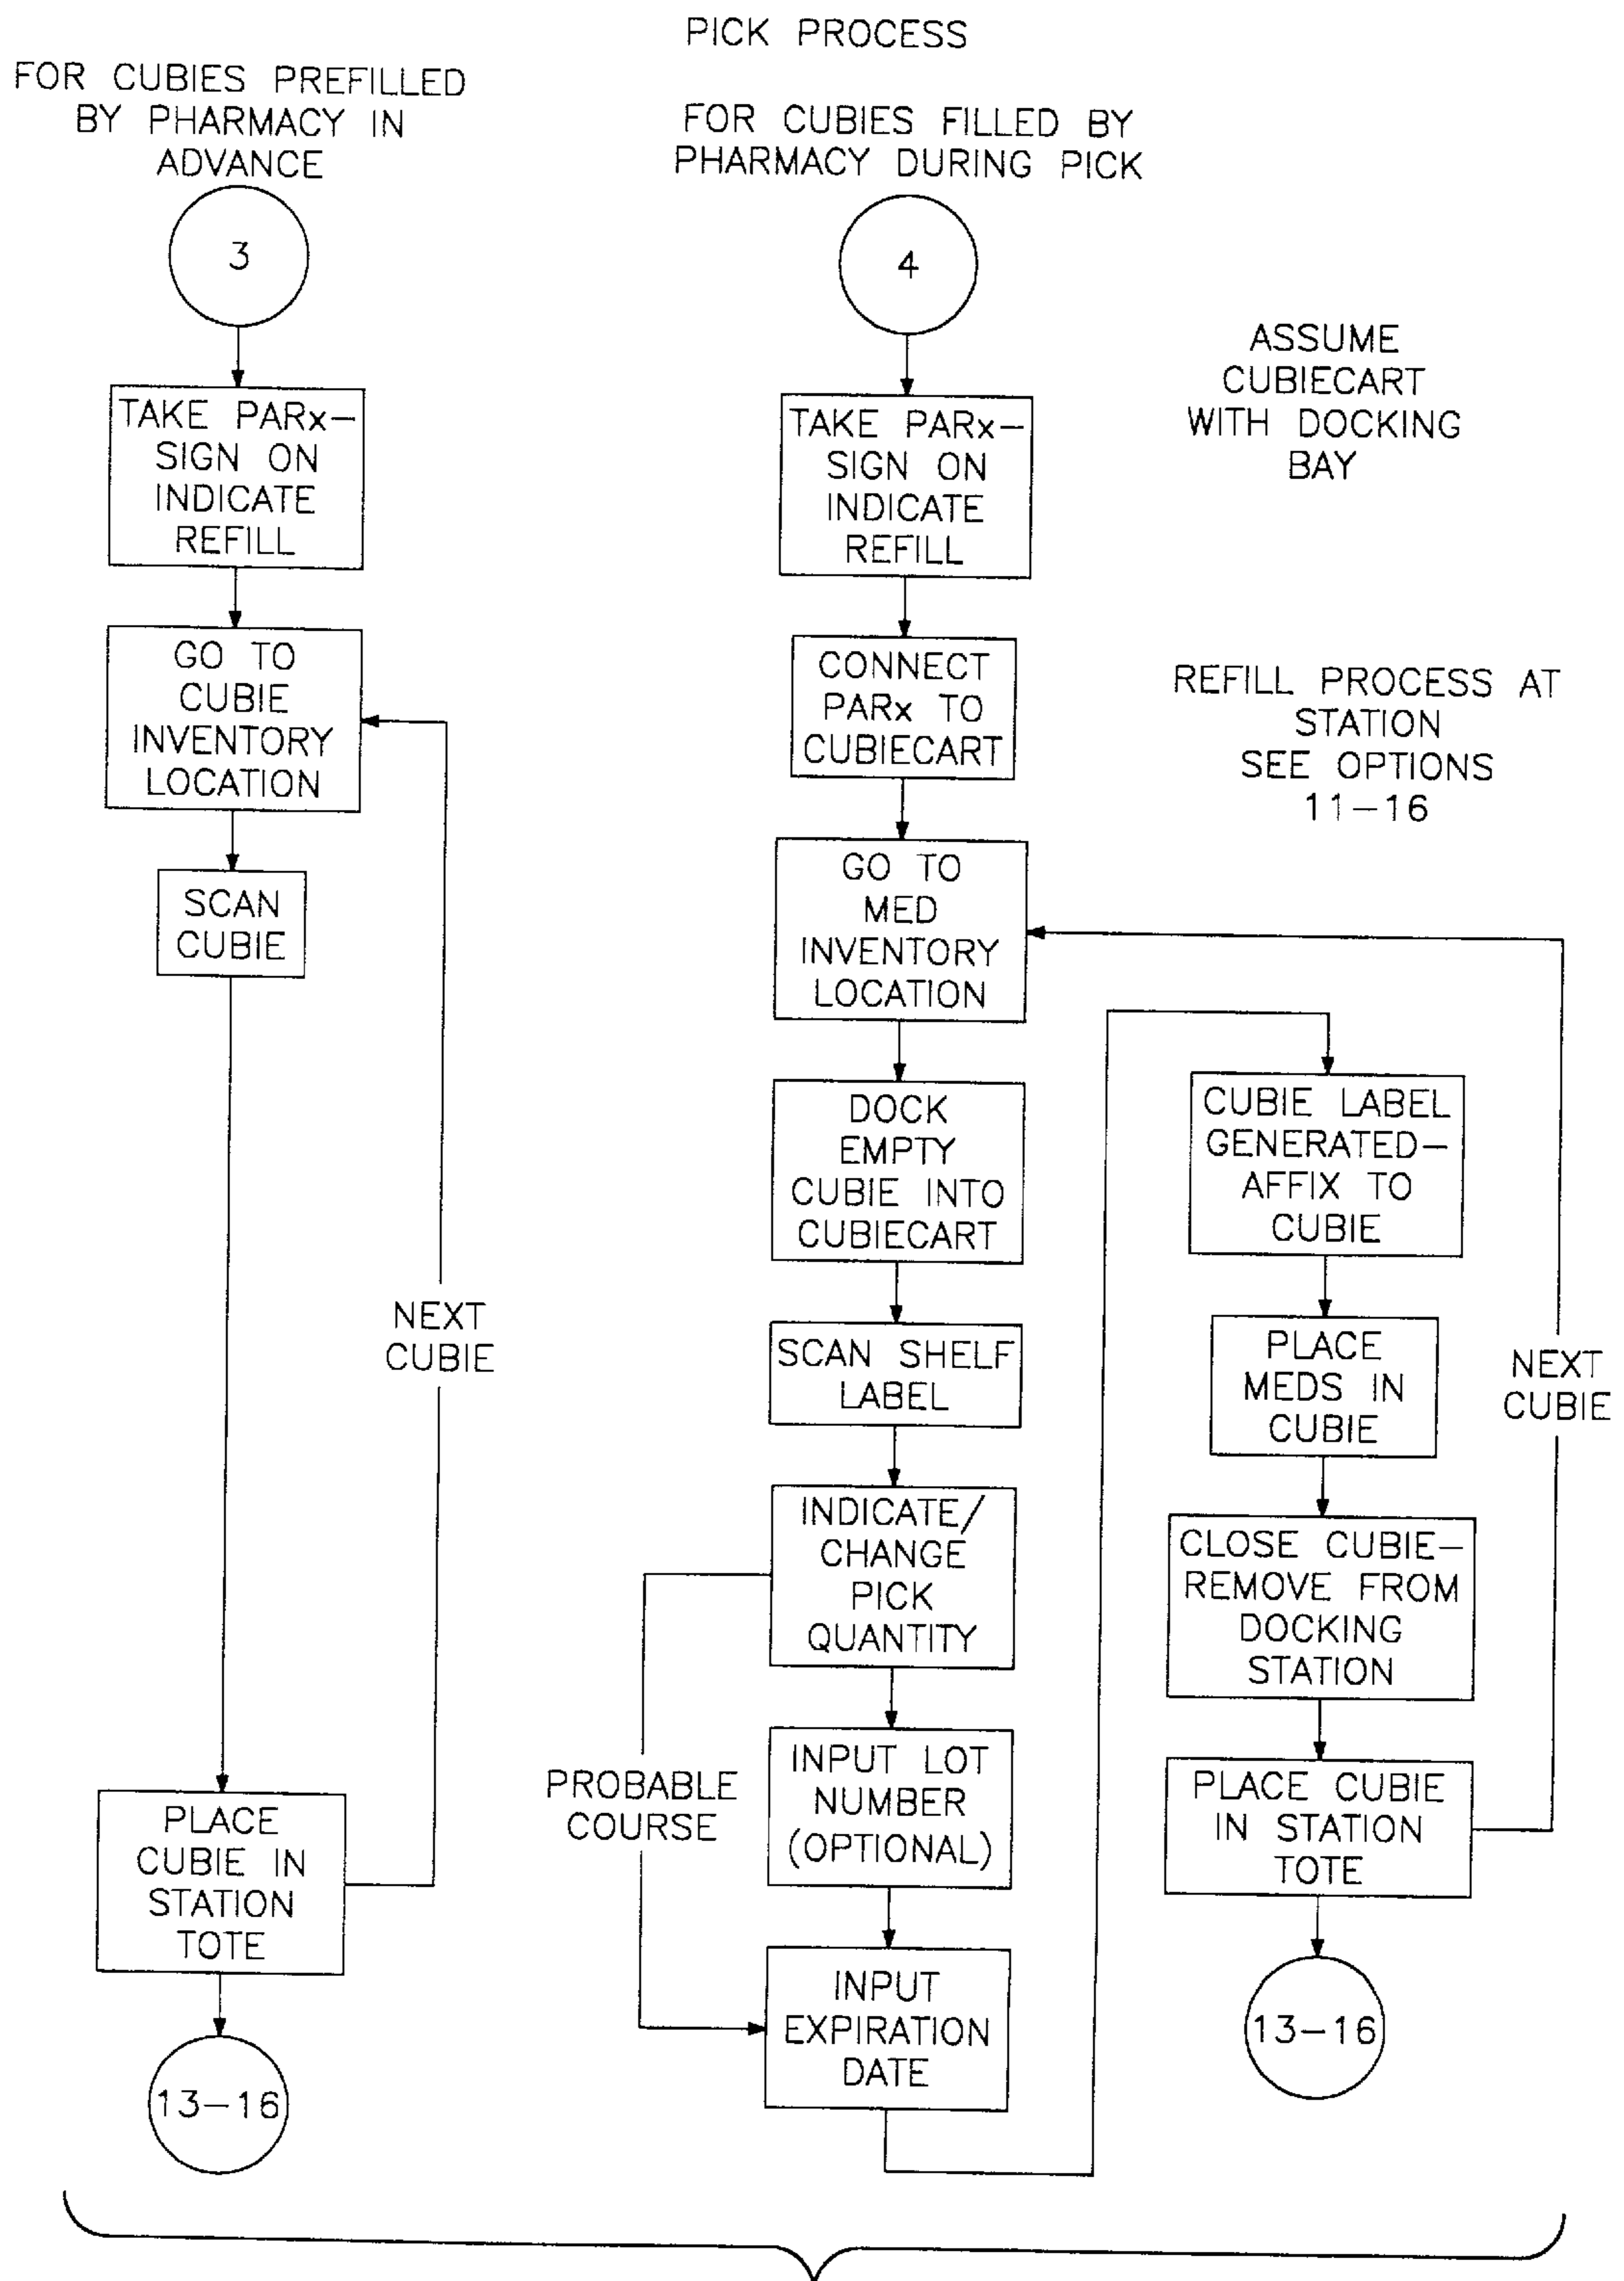 PICK PROCESS
FOR CUBIES PREFILLED
BY PHARMACY IN
ADVANCE
3
TAKE PARx—
SIGN ON
INDICATE
REFILL
GO TO
CUBIE
INVENTORY
LOCATION
SCAN
CUBIE
NEXT
CUBIE
PLACE
CUBIE IN
STATION
TOTE
13—16
FOR CUBIES FILLED BY
PHARMACY DURING PICK
4
TAKE PARx—
SIGN ON
INDICATE
REFILL
CONNECT
PARx TO
CUBIECART
GO TO
MED
INVENTORY
LOCATION
DOCK
EMPTY
CUBIE INTO
CUBIECART
SCAN SHELF
LABEL
INDICATE/
CHANGE
PICK
QUANTITY
PROBABLE
COURSE
INPUT LOT
NUMBER
(OPTIONAL)
INPUT
EXPIRATION
DATE
ASSUME
CUBIECART
WITH DOCKING
BAY
REFILL PROCESS AT
STATION
SEE OPTIONS
11—16
CUBIE LABEL
GENERATED—
AFFIX TO
CUBIE
PLACE
MEDS IN
CUBIE
CLOSE CUBIE—
REMOVE FROM
DOCKING
STATION
PLACE CUBIE
IN STATION
TOTE
NEXT
CUBIE
13—16